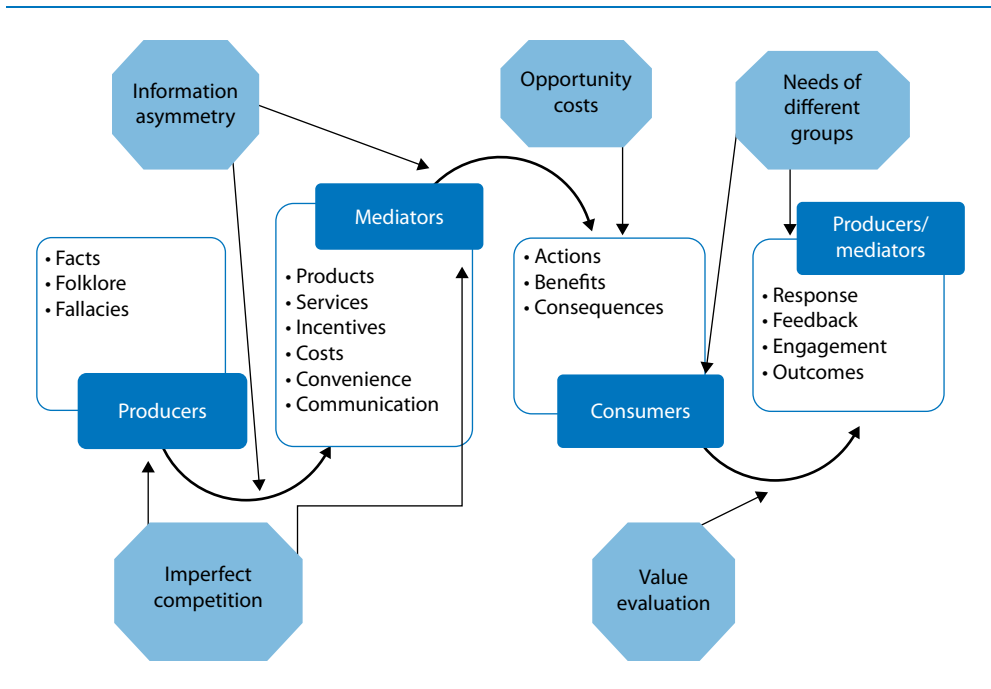 Information
asymmetry
Opportunity
costs
Needs of
different
groups
Producers
• Facts
• Folklore
• Fallacies
Mediators
• Products
• Services
• Incentives
• Costs
• Convenience
• Communication
• Actions
• Benefits
• Consequences
Consumers
Producers/
mediators
• Response
• Feedback
• Engagement
• Outcomes
Imperfect
competition
Value
evaluation